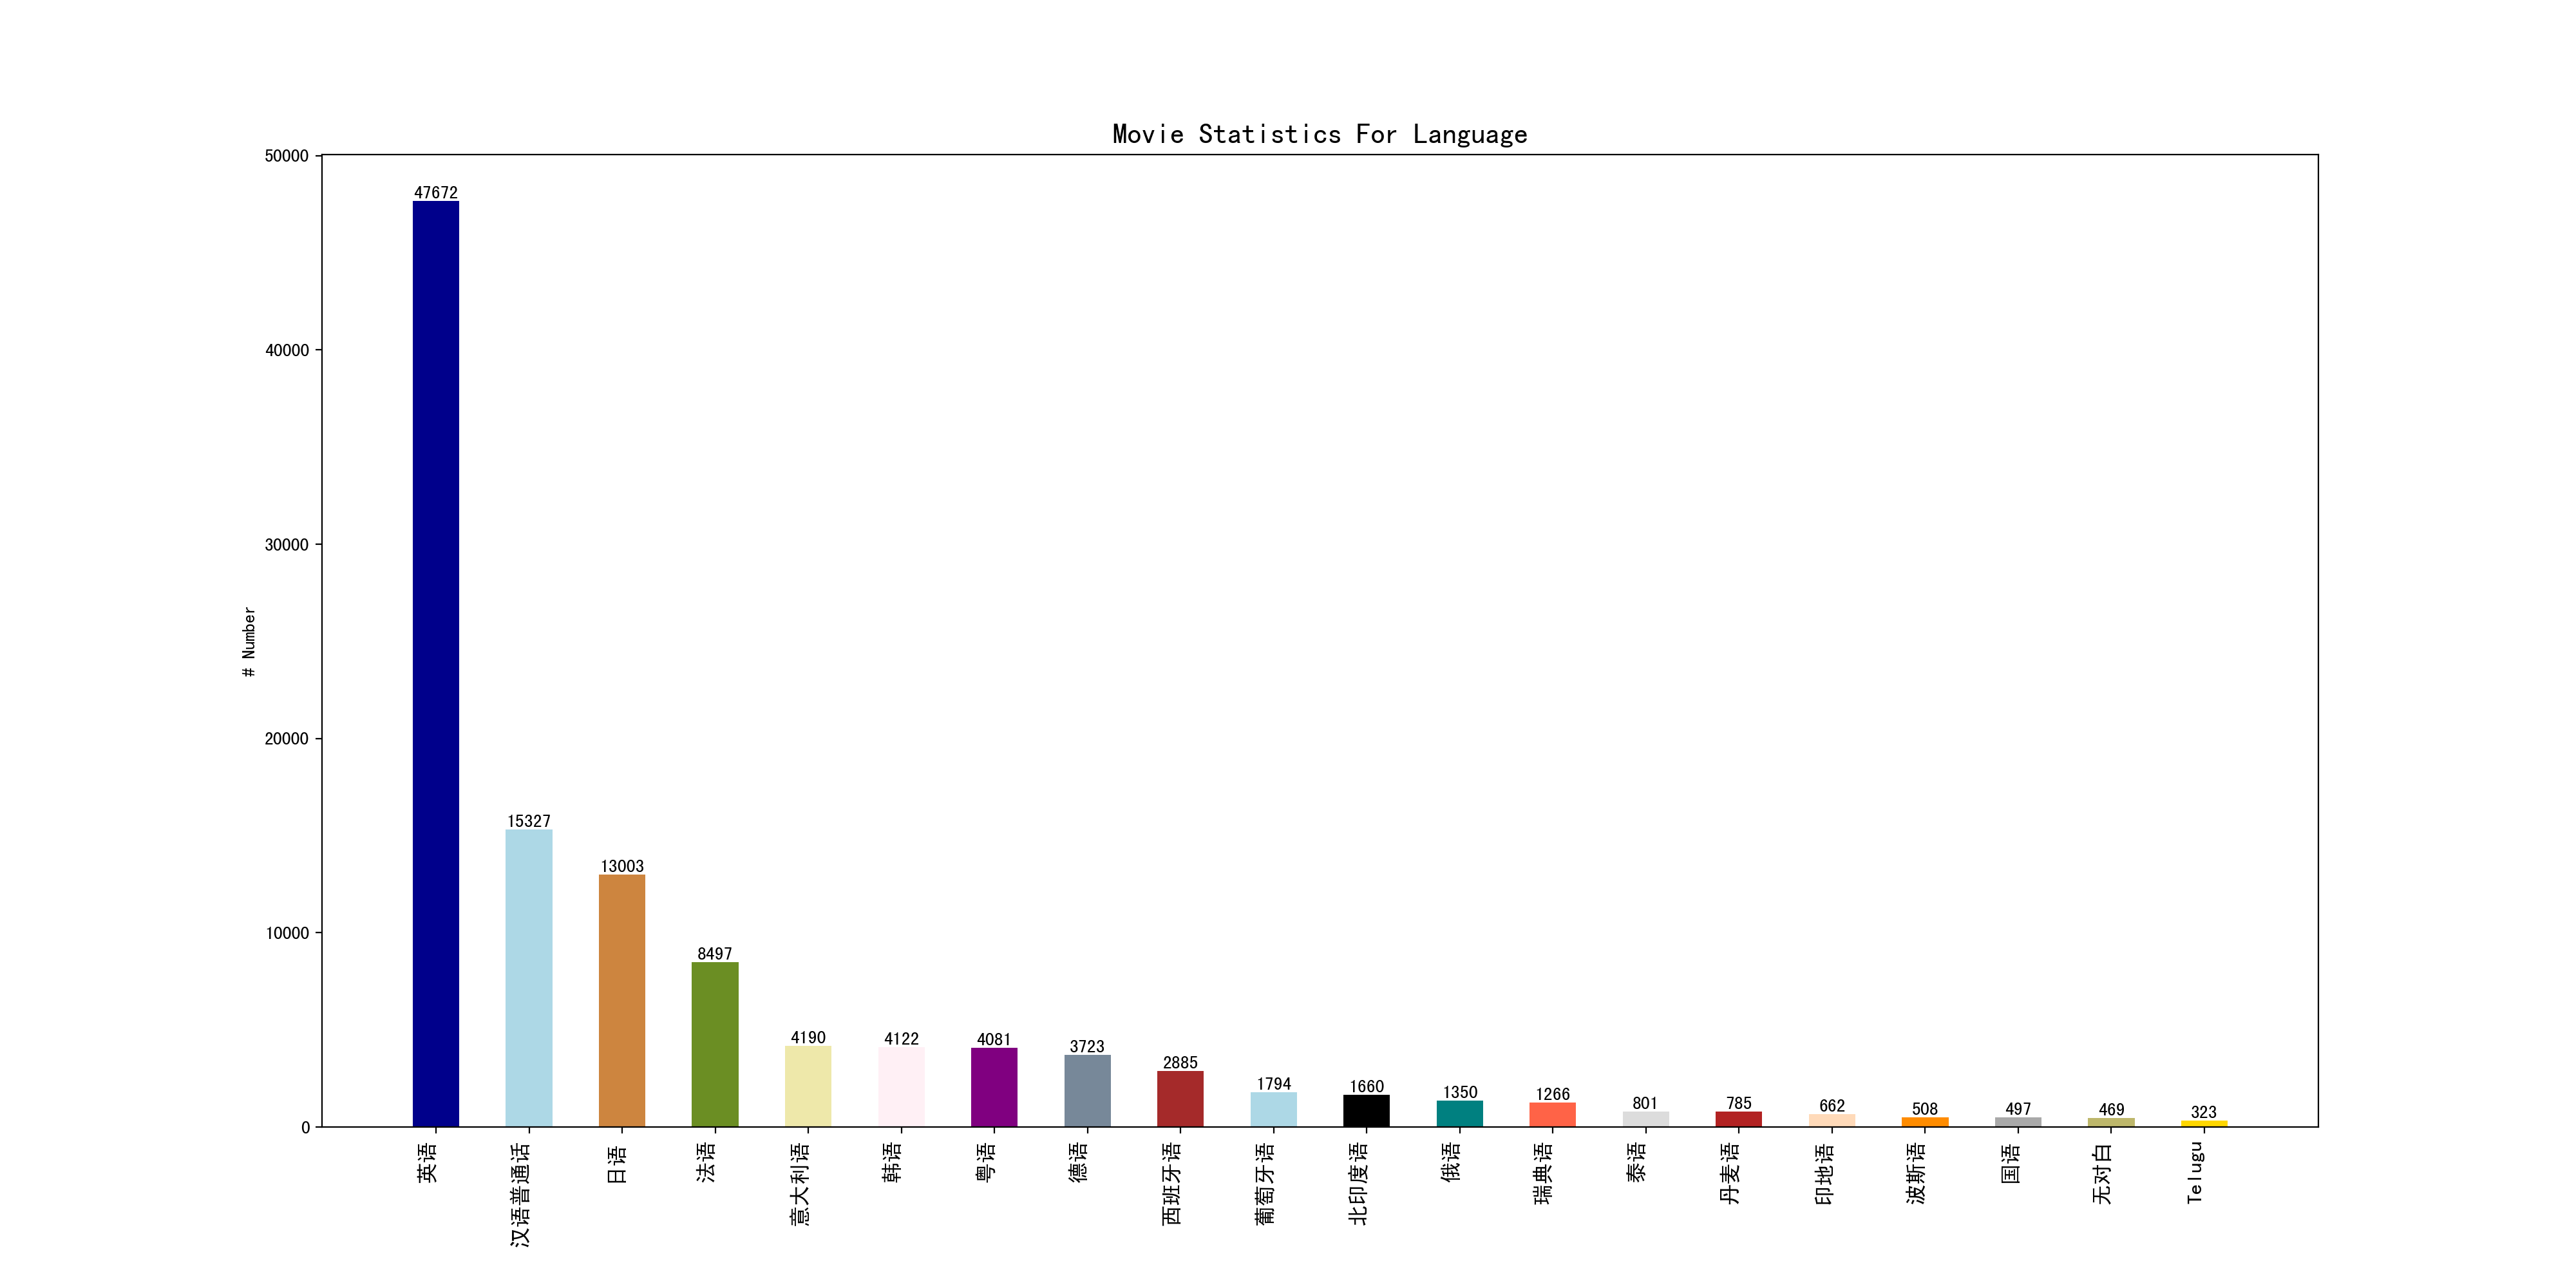 Movie Statistics For Language
# Number
50000
40000
30000
20000
10000
0
47672
15327
13003
8497
4190
4122
4081
3723
2885
1794
1660
1350
1266
801
785
662
508
497
469
323
英语
汉语普通话
日语
法语
意大利语
韩语
粤语
德语
西班牙语
葡萄牙语
北印度语
俄语
瑞典语
泰语
丹麦语
印地语
波斯语
国语
无对白
Telugu